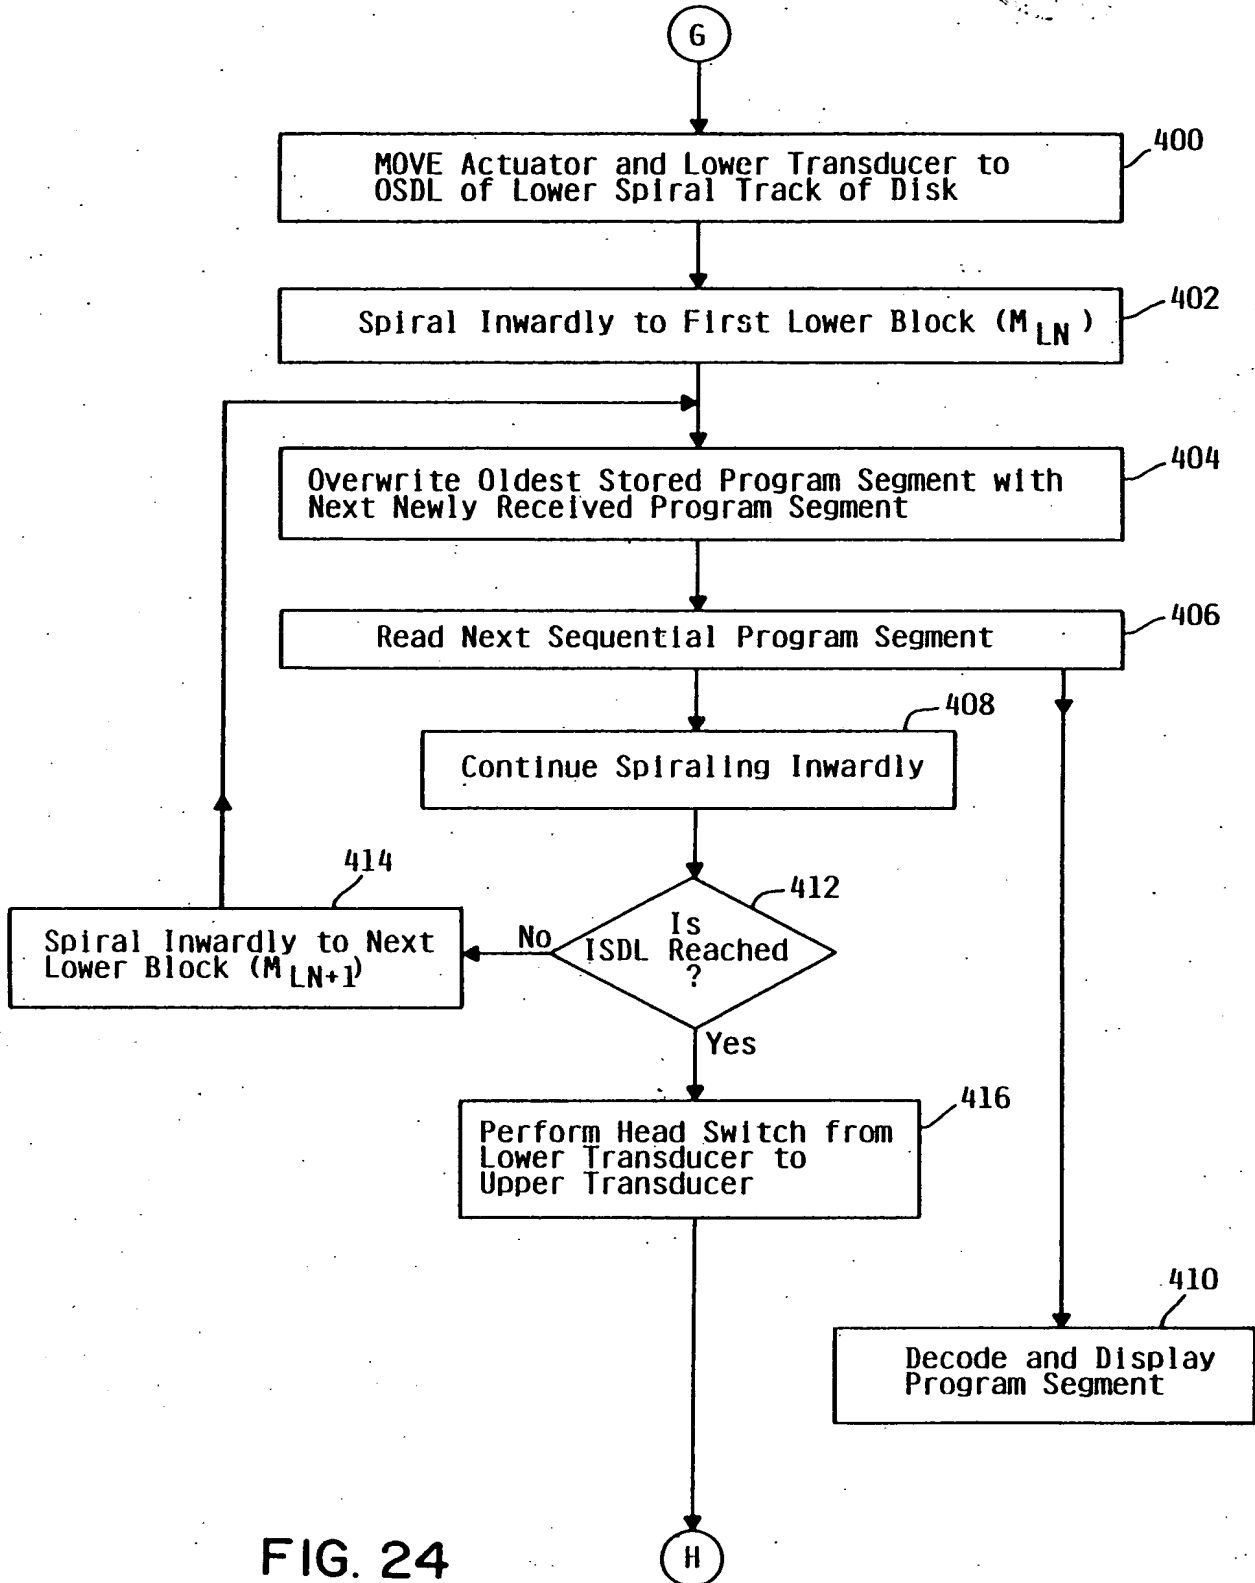 G
400
MOVE Actuator and Lower Transducer to
OSDL of Lower Spiral Track of Disk
402
Spiral Inwardly to First Lower Block (M LN )
404
Overwrite Oldest Stored Program Segment with
Next Newly Received Program Segment
406
Read Next Sequential Program Segment
408
Continue Spiraling Inwardly
414
412
Spiral Inwardly to Next
Lower Block (M LN+1)
No
Is
ISDL Reached
?
Yes
416
Perform Head Switch from
Lower Transducer to
Upper Transducer
410
Decode and Display
Program Segment
FIG. 24
H